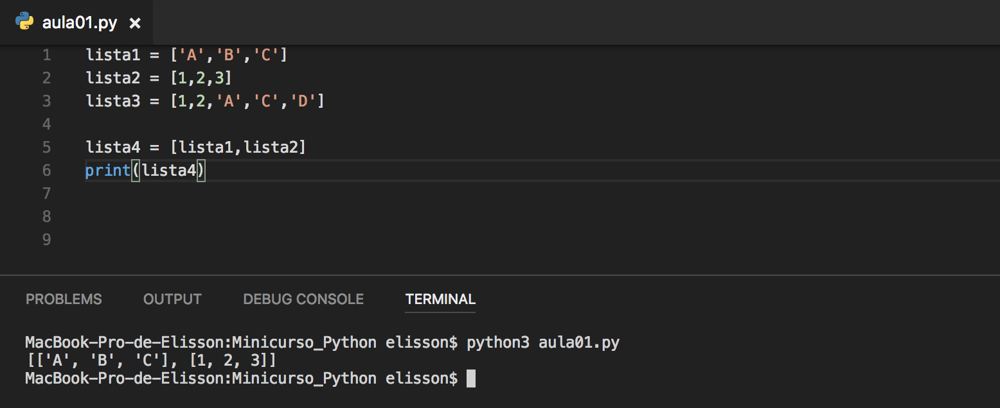 aula01.py ×
1 lista1 = ['A','B','C']
2 lista2 = [1,2,3]
3 lista3 = [1,2,'A','C','D']
4
5 lista4 = [lista1,lista2]
6 print(lista4)
7
8
9
PROBLEMS OUTPUT DEBUG CONSOLE TERMINAL
MacBook-Pro-de-Elisson:Minicurso_Python elisson$ python3 aula01.py
[['A', 'B', 'C'], [1, 2, 3]]
MacBook-Pro-de-Elisson:Minicurso_Python elisson$